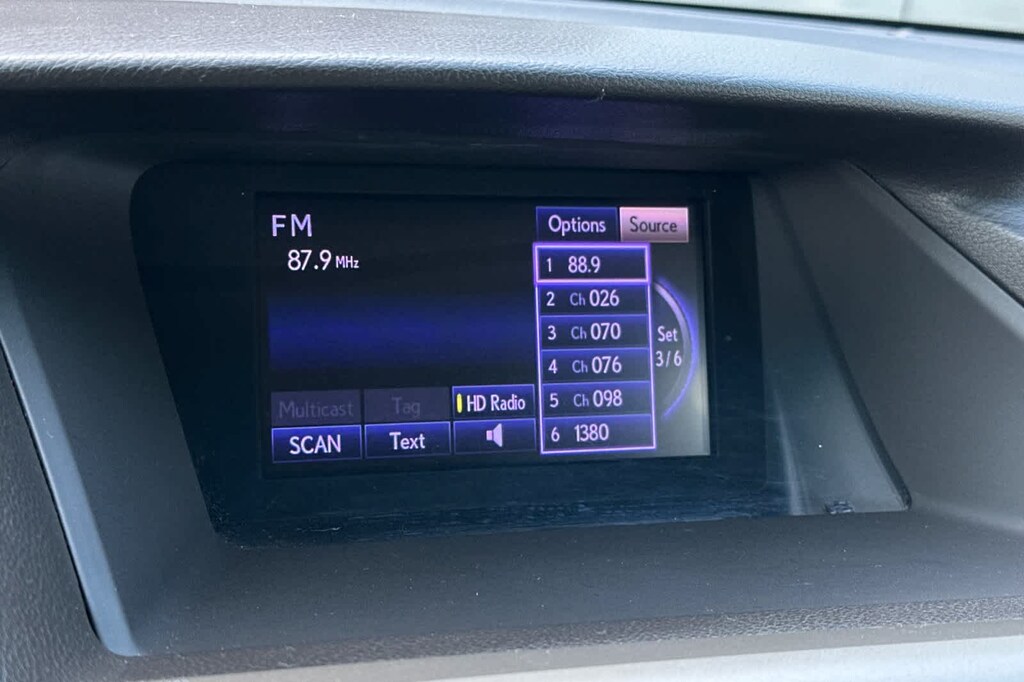 FM
87.9 MHz
Options Source
1 88.9
2 Ch 026
3 Ch 070
4 Ch 076
5 Ch 098
6 1380
Set
3/6
Multicast Tag HD Radio
SCAN Text